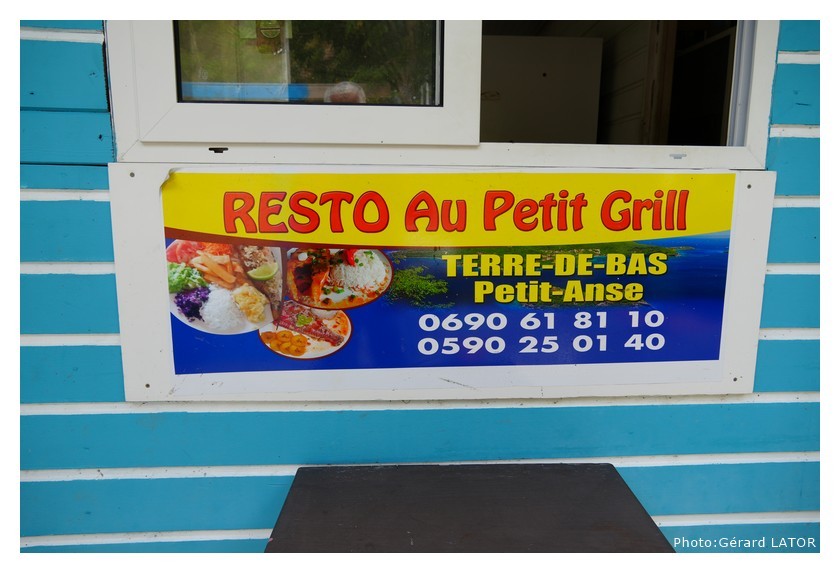 RESTO Au Petit Grill
TERRE-DE-BAS
Petit-Anse
0690 61 81 10
0590 25 01 40
Photo:Gérard LATOR